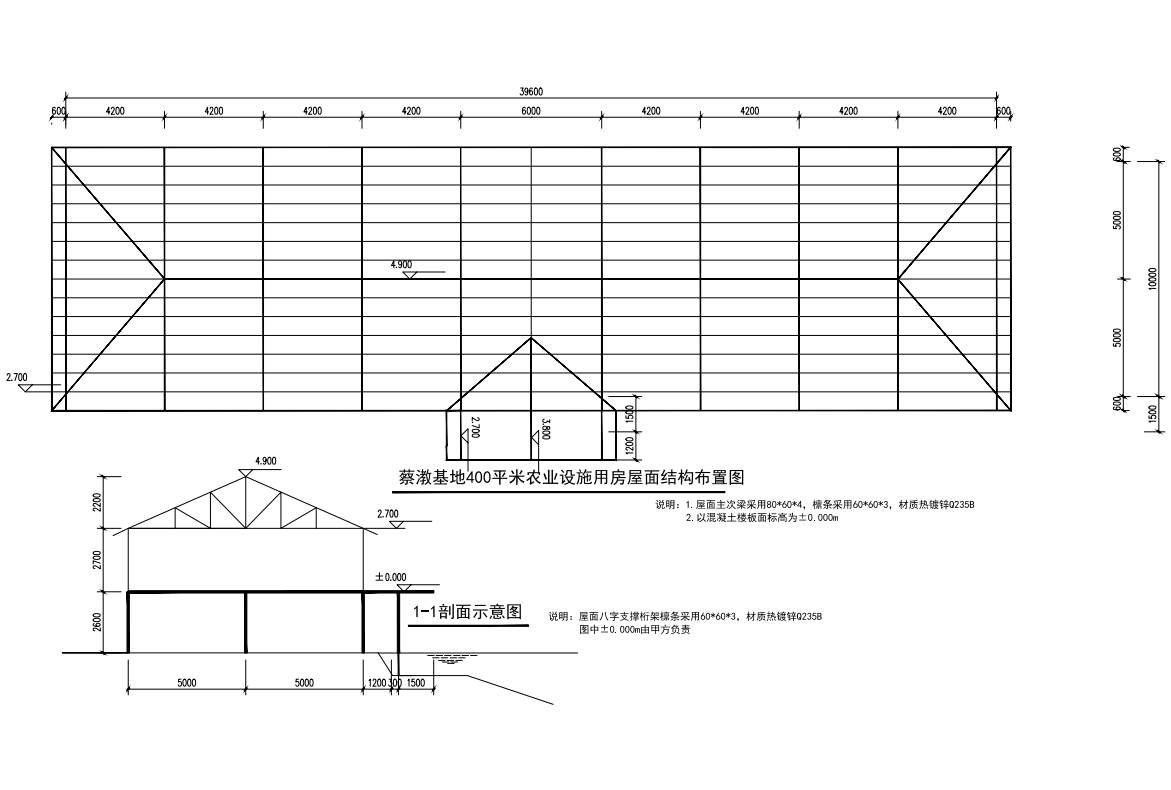 39600
600 4200 4200 4200 4200 6000 4200 4200 4200 4200 600
600
5000
10000
4.900
5000
2.700
600
1500
1500
2.700
3.800
1200
蔡漖基地400平米农业设施用房屋面结构布置图
4.900
说明: 1.屋面主次梁采用80*60*4, 檩条采用60*60*3, 材质热镀锌Q235B
2.以混凝土楼板面标高为±0.000m
2200
2.700
2700
±0.000
1-1剖面示意图
说明: 屋面八字支撑桁架檩条采用60*60*3, 材质热镀锌Q235B
图中±0.000m由甲方负责
2600
5000 5000 1200 300 1500